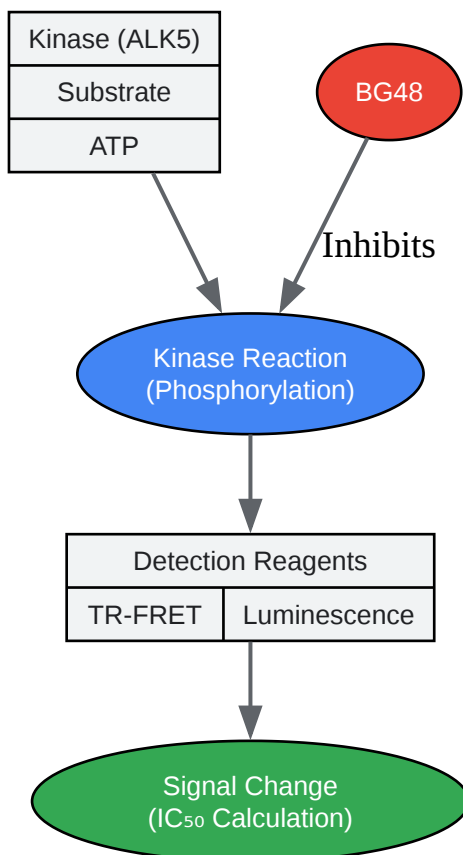 Kinase (ALK5)
Substrate
ATP
BG48
Inhibits
Kinase Reaction
(Phosphorylation)
Detection Reagents
TR-FRET
Luminescence
Signal Change
(IC₅₀ Calculation)